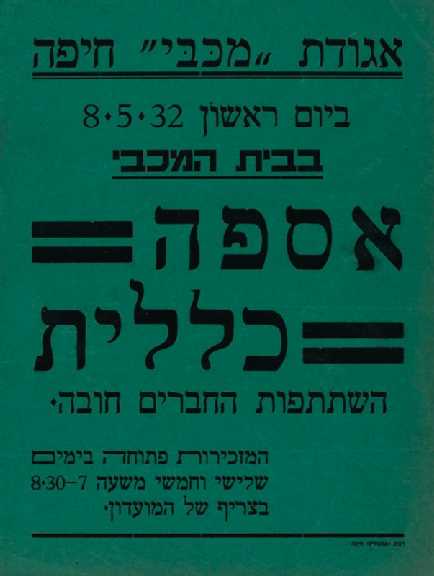 אגודת „מכבי” חיפה
ביום ראשון 8•5•32
בבית המכבי
אספה
כללית
השתתפות החברים חובה•
המזכירות פתוחה בימים
שלישי וחמשי משעה 7–8•30
בצריף של המועדון•